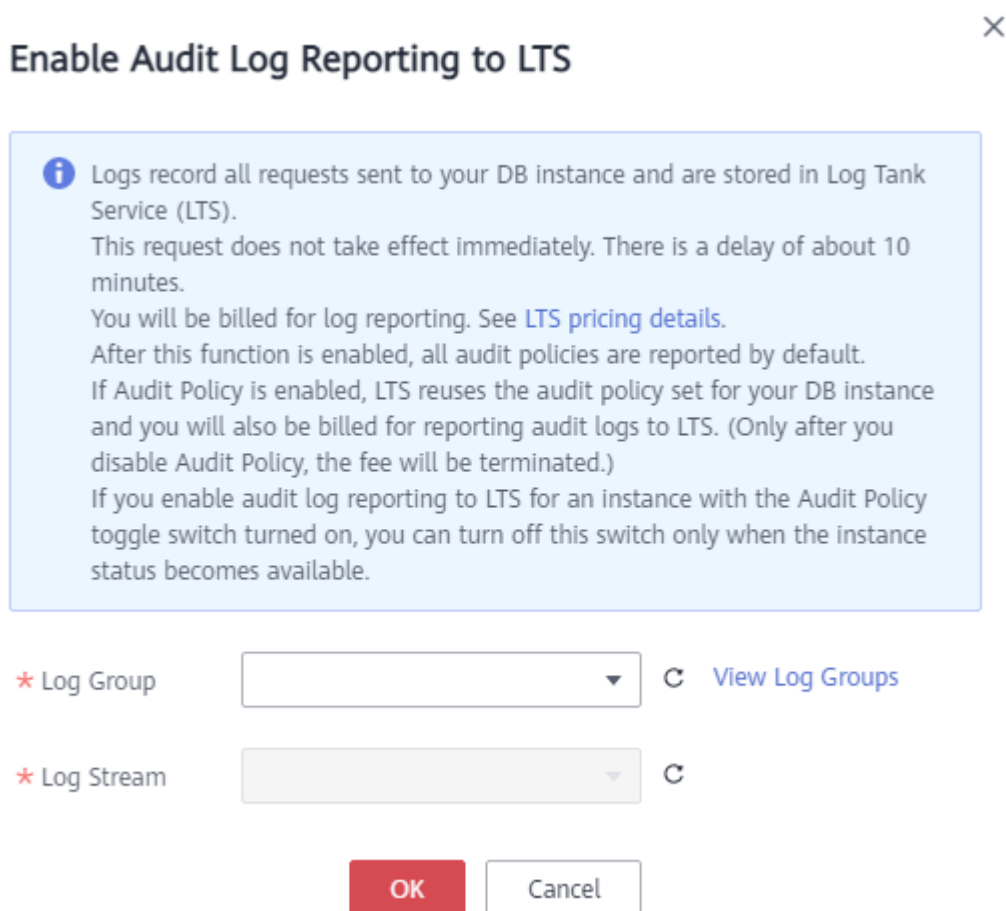 Enable Audit Log Reporting to LTS
Logs record all requests sent to your DB instance and are stored in Log Tank
Service (LTS).
This request does not take effect immediately. There is a delay of about 10
minutes.
You will be billed for log reporting. See LTS pricing details.
After this function is enabled, all audit policies are reported by default.
If Audit Policy is enabled, LTS reuses the audit policy set for your DB instance
and you will also be billed for reporting audit logs to LTS. (Only after you
disable Audit Policy, the fee will be terminated.)
If you enable audit log reporting to LTS for an instance with the Audit Policy
toggle switch turned on, you can turn off this switch only when the instance
status becomes available.
* Log Group View Log Groups
* Log Stream
OK Cancel